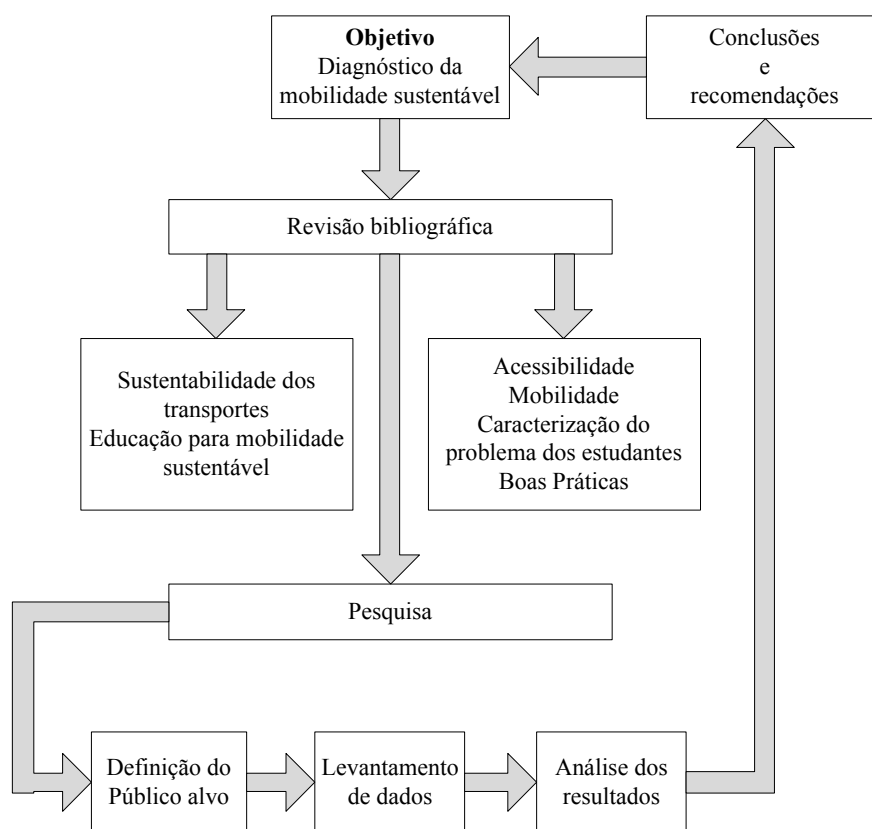 Objetivo
Diagnóstico da
mobilidade sustentável
Conclusões
e
recomendações
Revisão bibliográfica
Sustentabilidade dos
transportes
Educação para mobilidade
sustentável
Acessibilidade
Mobilidade
Caracterização do
problema dos estudantes
Boas Práticas
Pesquisa
Definição do
Público alvo
Levantamento
de dados
Análise dos
resultados